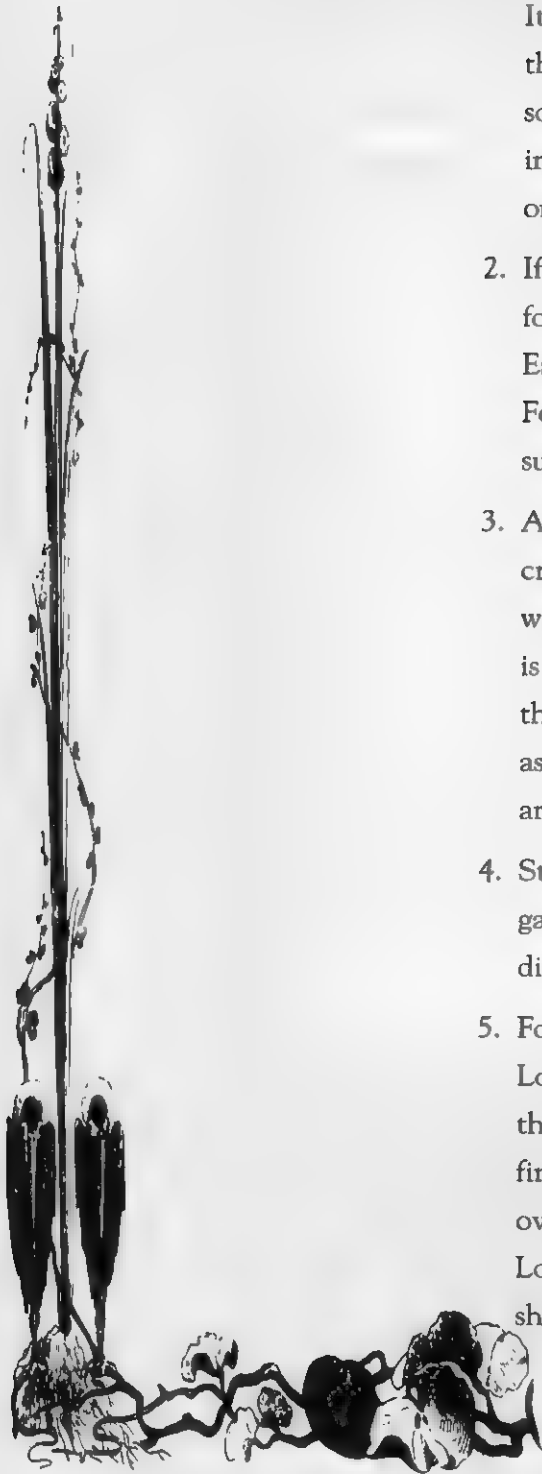 It
th
so
in
or
2. If
fo
Es
Fo
su
3. A
cr
w
is
th
as
ar
4. St
ga
di
5. Fo
Lo
th
fir
ov
Lo
sh